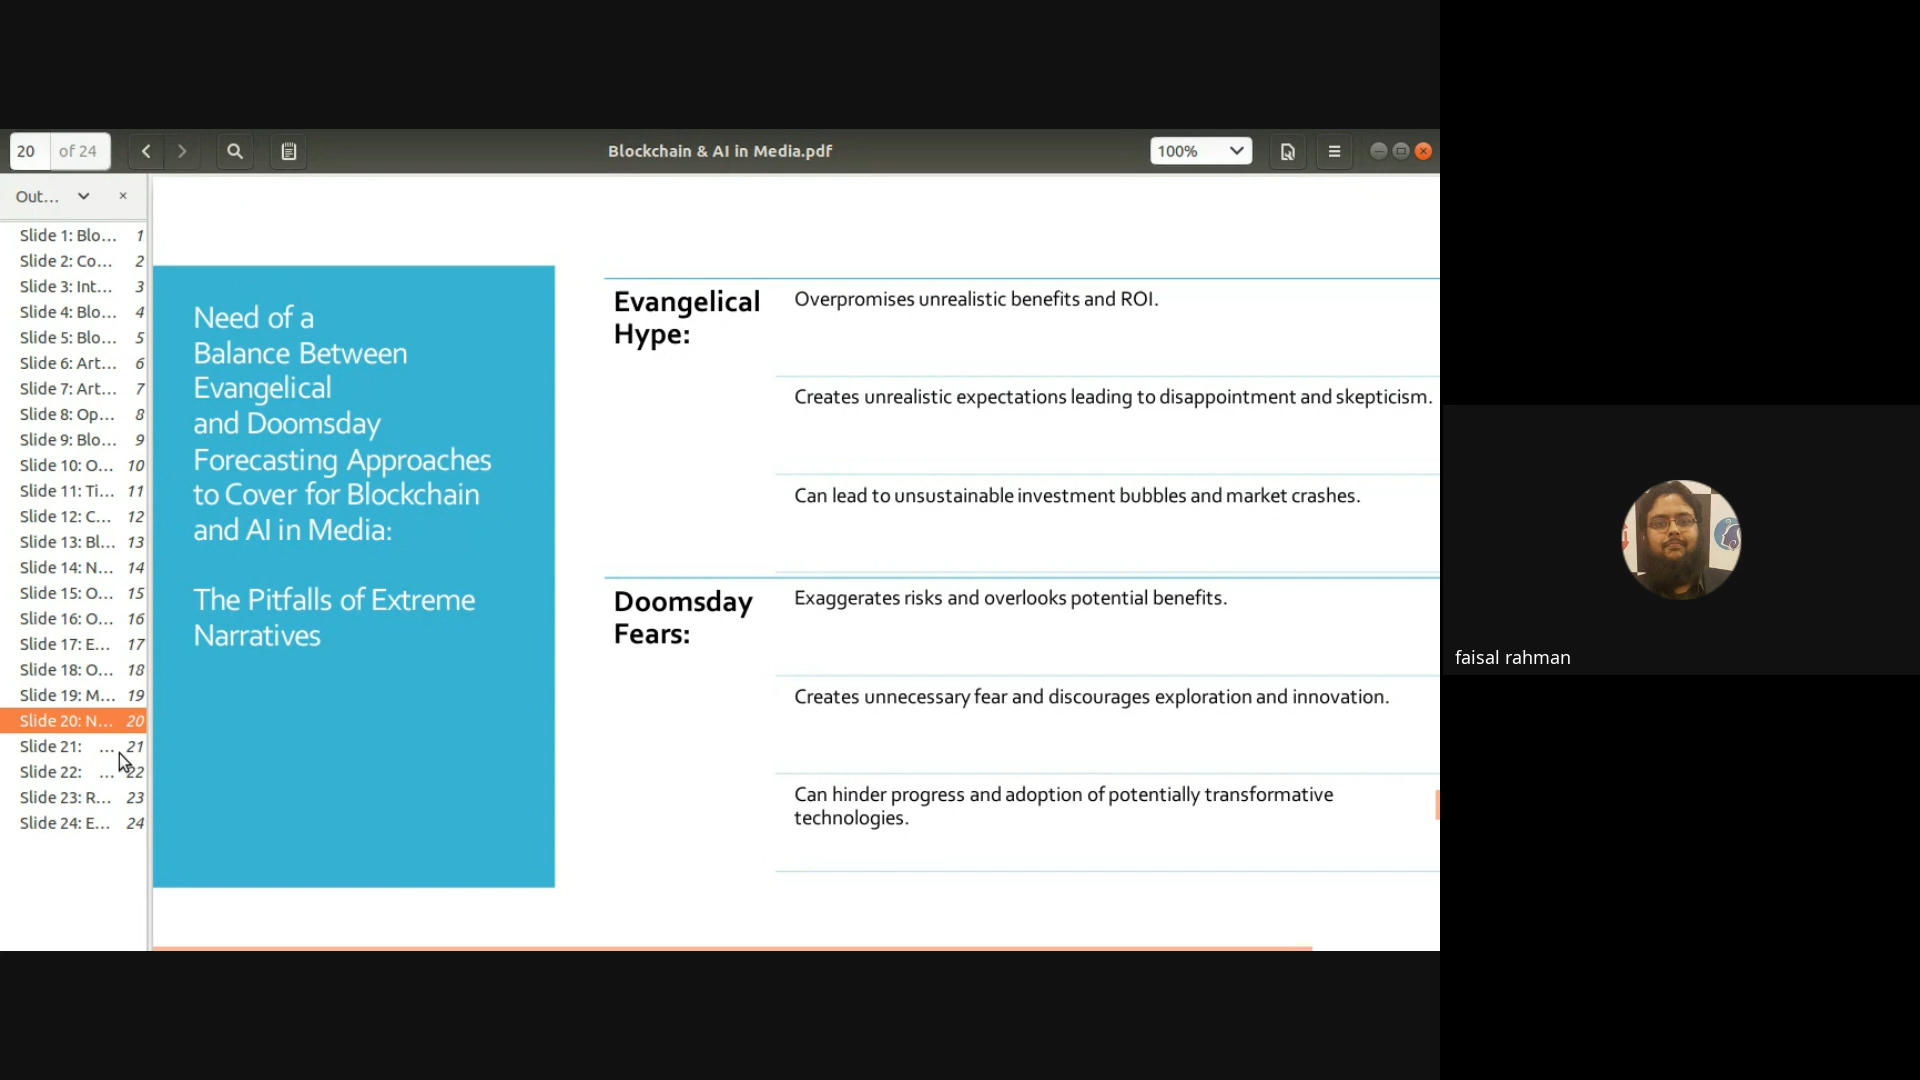 20 of 24
Blockchain & AI in Media.pdf
100%
Out...
Slide 1: Blo... 1
Slide 2: Co... 2
Slide 3: Int... 3
Slide 4: Blo... 4
Slide 5: Blo... 5
Slide 6: Art... 6
Slide 7: Art... 7
Slide 8: Op... 8
Slide 9: Blo... 9
Slide 10: O... 10
Slide 11: Ti... 11
Slide 12: C... 12
Slide 13: Bl... 13
Slide 14: N... 14
Slide 15: O... 15
Slide 16: O... 16
Slide 17: E... 17
Slide 18: O... 18
Slide 19: M... 19
Slide 20: N... 20
Slide 21: ... 21
Slide 22: ... 22
Slide 23: R... 23
Slide 24: E... 24
Need of a
Balance Between
Evangelical
and Doomsday
Forecasting Approaches
to Cover for Blockchain
and AI in Media:
The Pitfalls of Extreme
Narratives
Evangelical
Hype:
Overpromises unrealistic benefits and ROI.
Creates unrealistic expectations leading to disappointment and skepticism.
Can lead to unsustainable investment bubbles and market crashes.
Doomsday
Fears:
Exaggerates risks and overlooks potential benefits.
Creates unnecessary fear and discourages exploration and innovation.
Can hinder progress and adoption of potentially transformative
technologies.
faisal rahman